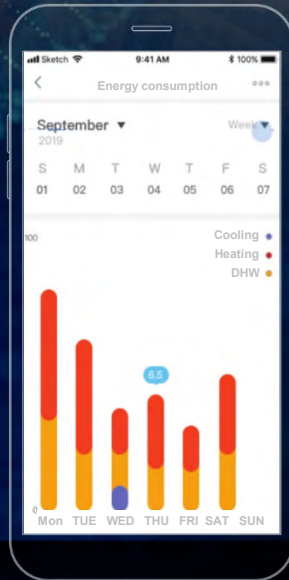 Sketch 9:41 AM 100%
Energy consumption
September Week
2019
S M T W T F S
01 02 03 04 05 06 07
100
Cooling
Heating
DHW
6.5
0
Mon TUE WED THU FRI SAT SUN